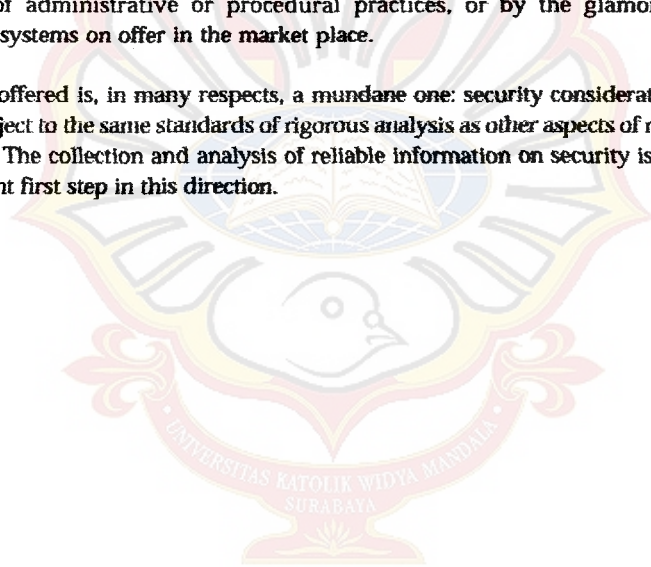 of administrative or procedural practices, or by the glamo
systems on offer in the market place.
offered is, in many respects, a mundane one: security considerat
ject to the same standards of rigorous analysis as other aspects of r
The collection and analysis of reliable information on security is
nt first step in this direction.
UNIVERSITAS KATOLIK WIDYA MANDALA
SURABAYA